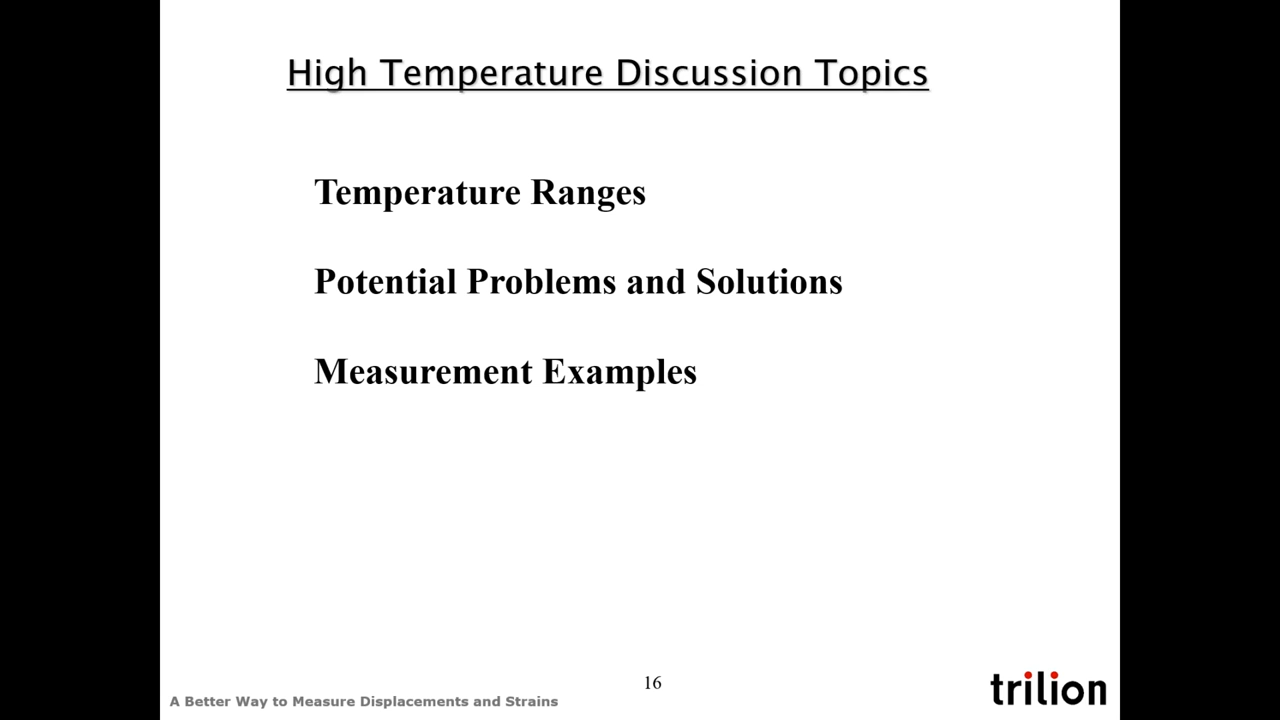 High Temperature Discussion Topics
Temperature Ranges
Potential Problems and Solutions
Measurement Examples
16
A Better Way to Measure Displacements and Strains
trilion